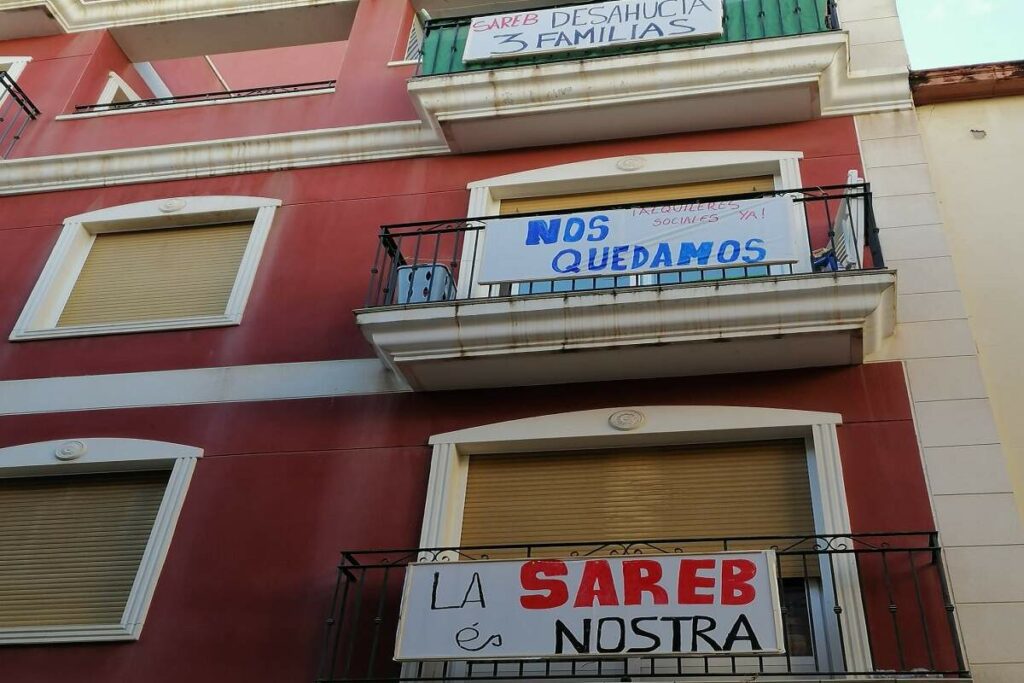 SAREB DESAHUCIA
3 FAMILIAS
¡ALQUILERES
SOCIALES YA!
NOS
QUEDAMOS
LA SAREB
és NOSTRA